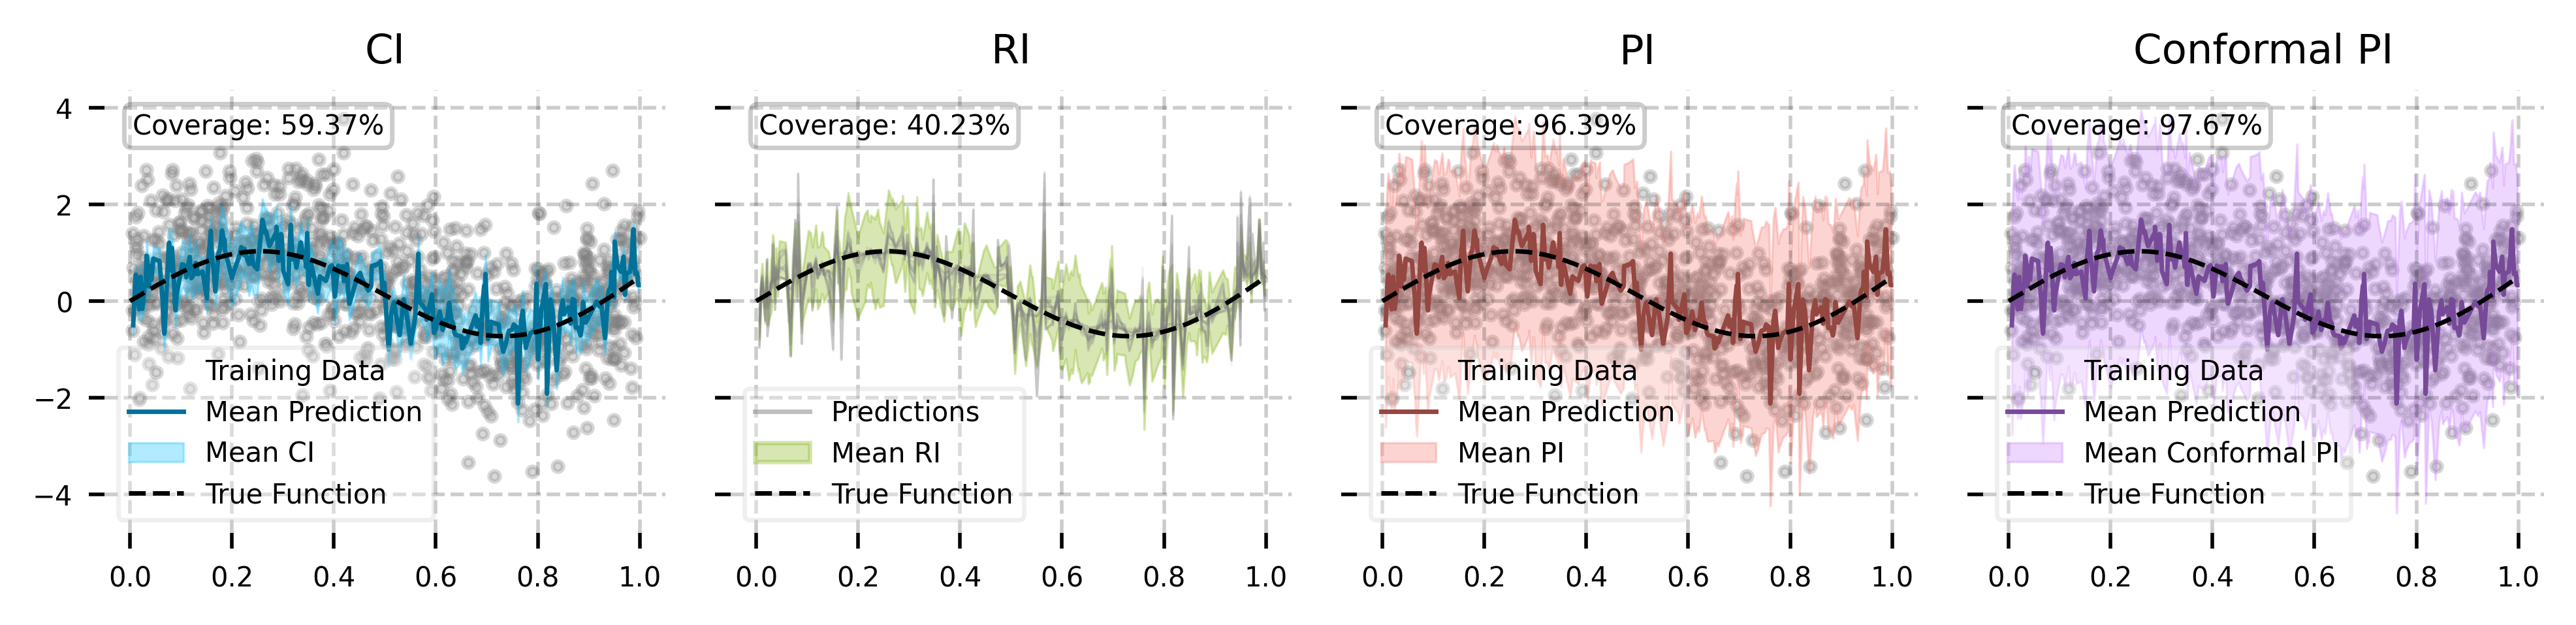 CI
Coverage: 59.37%
4
2
0
−2
−4
Training Data
Mean Prediction
Mean CI
True Function
0.0 0.2 0.4 0.6 0.8 1.0
RI
Coverage: 40.23%
Predictions
Mean RI
True Function
0.0 0.2 0.4 0.6 0.8 1.0
PI
Coverage: 96.39%
Training Data
Mean Prediction
Mean PI
True Function
0.0 0.2 0.4 0.6 0.8 1.0
Conformal PI
Coverage: 97.67%
Training Data
Mean Prediction
Mean Conformal PI
True Function
0.0 0.2 0.4 0.6 0.8 1.0